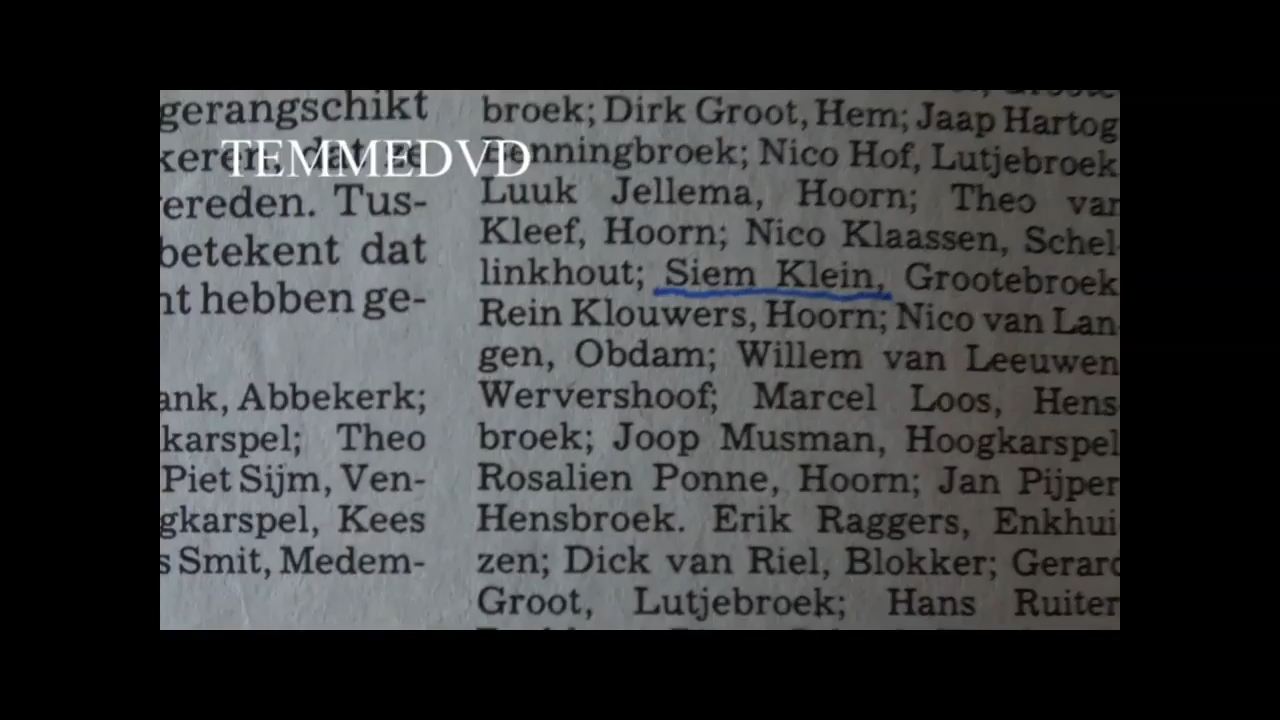 gerangschikt
keren, dat ze
ereden. Tus-
betekent dat
nt hebben ge-
ank, Abbekerk;
karspel; Theo
Piet Sijm, Ven-
gkarspel, Kees
s Smit, Medem-
TEMMEDVD
broek; Dirk Groot, Hem; Jaap Hartog
Benningbroek; Nico Hof, Lutjebroek
Luuk Jellema, Hoorn; Theo van
Kleef, Hoorn; Nico Klaassen, Schel-
linkhout; Siem Klein, Grootebroek
Rein Klouwers, Hoorn; Nico van Lan-
gen, Obdam; Willem van Leeuwen
Wervershoof; Marcel Loos, Hens
broek; Joop Musman, Hoogkarspel
Rosalien Ponne, Hoorn; Jan Pijper
Hensbroek. Erik Raggers, Enkhui
zen; Dick van Riel, Blokker; Gerard
Groot, Lutjebroek; Hans Ruiter